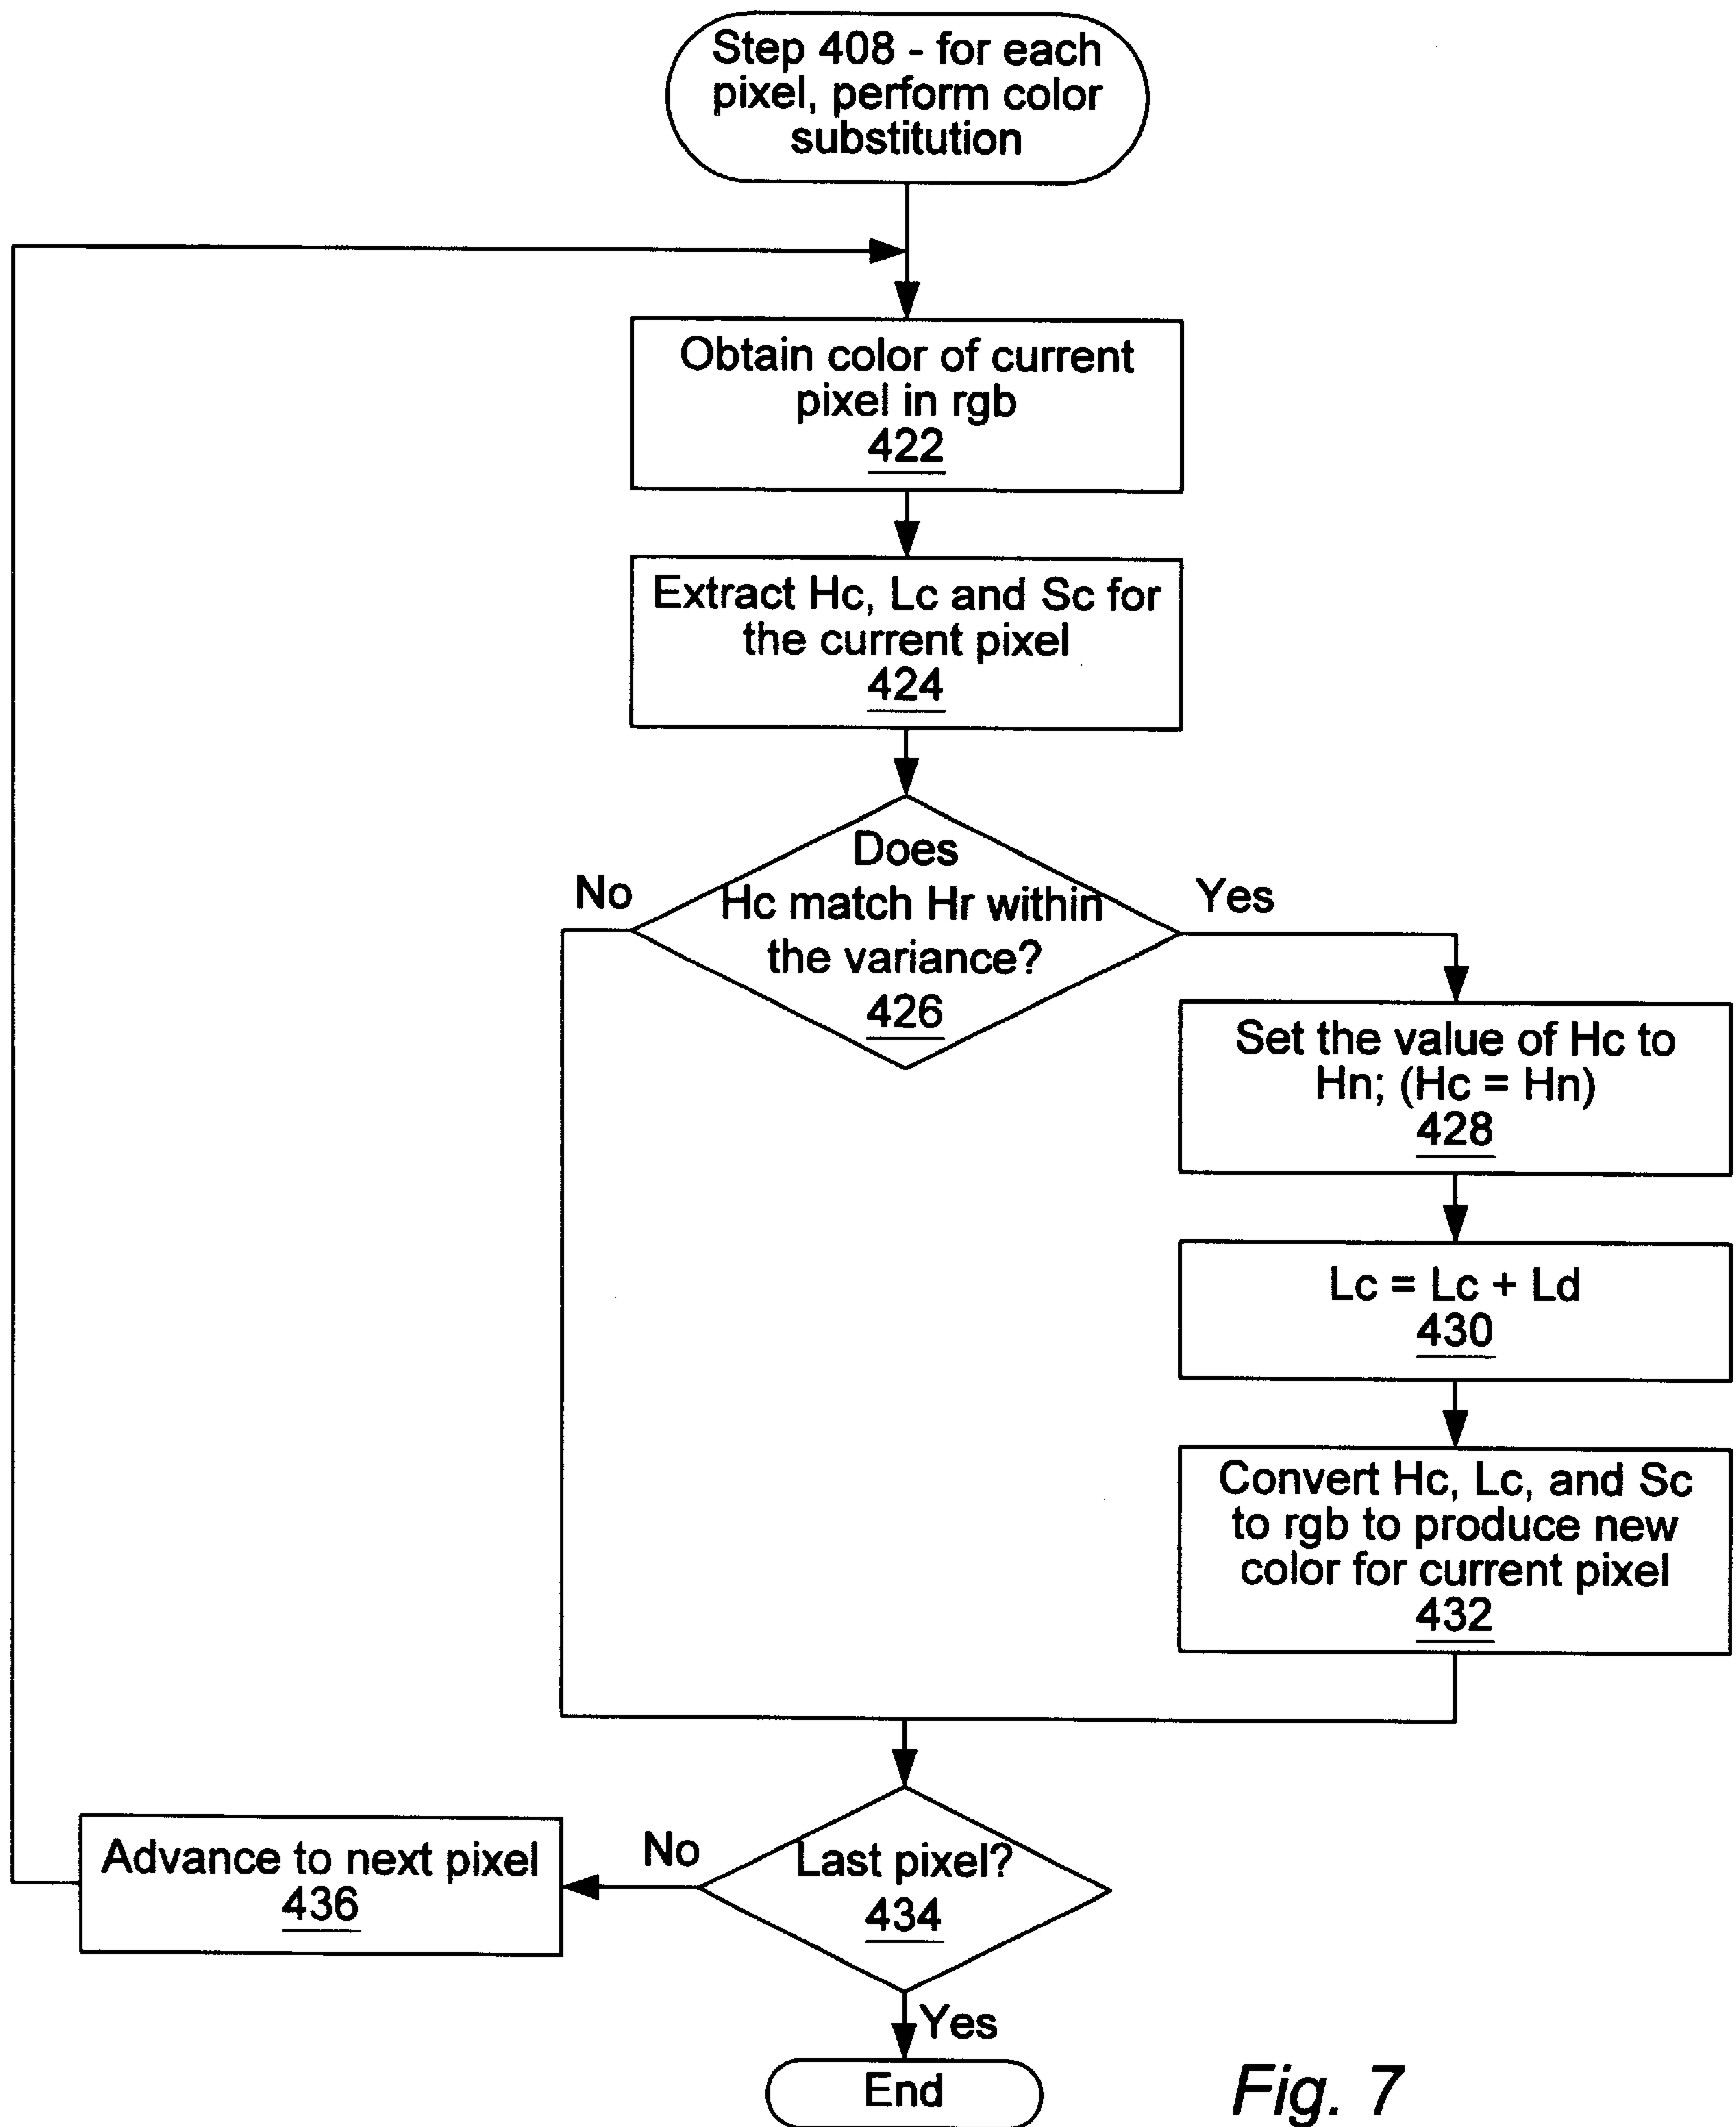 Step 408 - for each
pixel, perform color
substitution
Obtain color of current
pixel in rgb
422
Extract Hc, Lc and Sc for
the current pixel
424
Does
Hc match Hr within
the variance?
426
No
Yes
Set the value of Hc to
Hn; (Hc = Hn)
428
Lc = Lc + Ld
430
Convert Hc, Lc, and Sc
to rgb to produce new
color for current pixel
432
Last pixel?
434
No
Advance to next pixel
436
Yes
End
Fig. 7